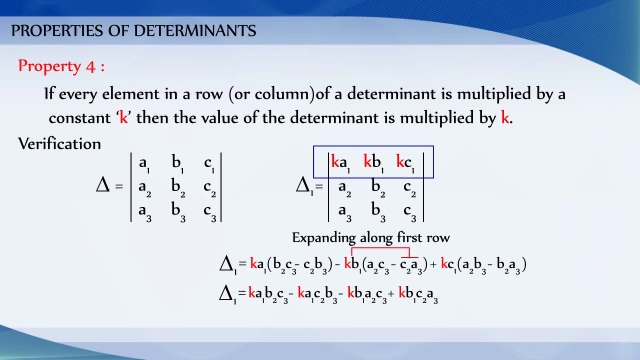 PROPERTIES OF DETERMINANTS
Property 4 :
If every element in a row (or column)of a determinant is multiplied by a
constant ‘k’ then the value of the determinant is multiplied by k.
Verification
Δ = | a₁ b₁ c₁ |
| a₂ b₂ c₂ |
| a₃ b₃ c₃ |
Δ₁= | ka₁ kb₁ kc₁ |
| a₂ b₂ c₂ |
| a₃ b₃ c₃ |
Expanding along first row
Δ₁= ka₁(b₂c₃- c₂b₃) - kb₁(a₂c₃ - c₂a₃) + kc₁(a₂b₃ - b₂a₃)
Δ₁=ka₁b₂c₃- ka₁c₂b₃ - kb₁a₂c₃+ kb₁c₂a₃